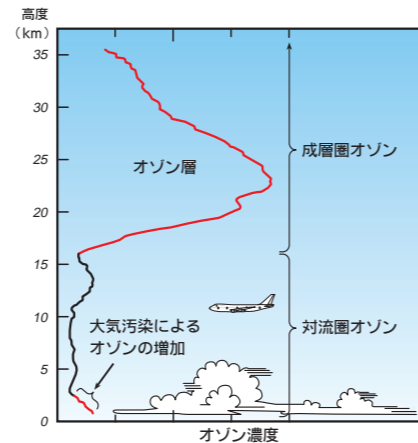 高度
（km）
35
30
25
20
15
10
5
0
オゾン層
成層圏オゾン
大気汚染による
オゾンの増加
対流圏オゾン
オゾン濃度